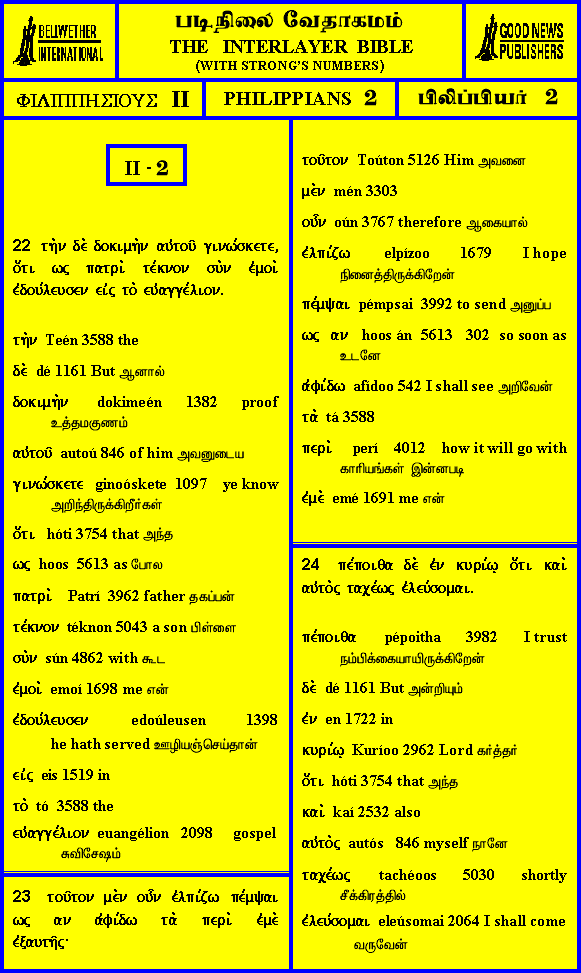 BELLWETHER
INTERNATIONAL
படிநிலை வேதாகமம்
THE INTERLAYER BIBLE
(WITH STRONG'S NUMBERS)
GOOD NEWS
PUBLISHERS
ΦΙΛΙΠΠΗΣΙΟΥΣ II
PHILIPPIANS 2
பிலிப்பியர் 2
II - 2
22 τὴν δὲ δοκιμὴν αὐτοῦ γινώσκετε,
ὅτι ως πατρὶ τέκνον σὺν ἐμοὶ
ἐδούλευσεν εἰς τὸ εὐαγγέλιον.
τὴν Teén 3588 the
δὲ dé 1161 But ஆனால்
δοκιμὴν dokimeén 1382 proof
உத்தமகுணம்
αὐτοῦ autoú 846 of him அவனுடைய
γινώσκετε ginoóskete 1097 ye know
அறிந்திருக்கிறீர்கள்
ὅτι hóti 3754 that அந்த
ως hoos 5613 as போல
πατρὶ Patrí 3962 father தகப்பன்
τέκνον téknon 5043 a son பிள்ளை
σὺν sún 4862 with கூட
ἐμοὶ emoí 1698 me என்
ἐδούλευσεν edoúleusen 1398
he hath served ஊழியஞ்செய்தான்
εἰς eis 1519 in
τὸ tó 3588 the
εὐαγγέλιον euangélion 2098 gospel
சுவிசேஷம்
23 τοῦτον μὲν οὖν ἐλπίζω πέμψαι
ως αν ἀφίδω τὰ περὶ ἐμὲ
ἐξαυτῆς·
τοῦτον Toúton 5126 Him அவனை
μὲν mén 3303
οὖν oún 3767 therefore ஆகையால்
ἐλπίζω elpízoo 1679 I hope
நினைத்திருக்கிறேன்
πέμψαι pémpsai 3992 to send அனுப்ப
ως αν hoos án 5613 302 so soon as
உடனே
ἀφίδω afidoo 542 I shall see அறிவேன்
τὰ tá 3588
περὶ perí 4012 how it will go with
காரியங்கள் இன்னபடி
ἐμὲ emé 1691 me என்
24 πέποιθα δὲ ἐν κυρίῳ ὅτι καὶ
αὐτὸς ταχέως ἐλεύσομαι..
πέποιθα pépoitha 3982 I trust
நம்பிக்கையாயிருக்கிறேன்
δὲ dé 1161 But அன்றியும்
ἐν en 1722 in
κυρίῳ Kuríoo 2962 Lord கர்த்தர்
ὅτι hóti 3754 that அந்த
καὶ kaí 2532 also
αὐτὸς autós 846 myself நானே
ταχέως tachéoos 5030 shortly
சீக்கிரத்தில்
ἐλεύσομαι eleúsomai 2064 I shall come
வருவேன்